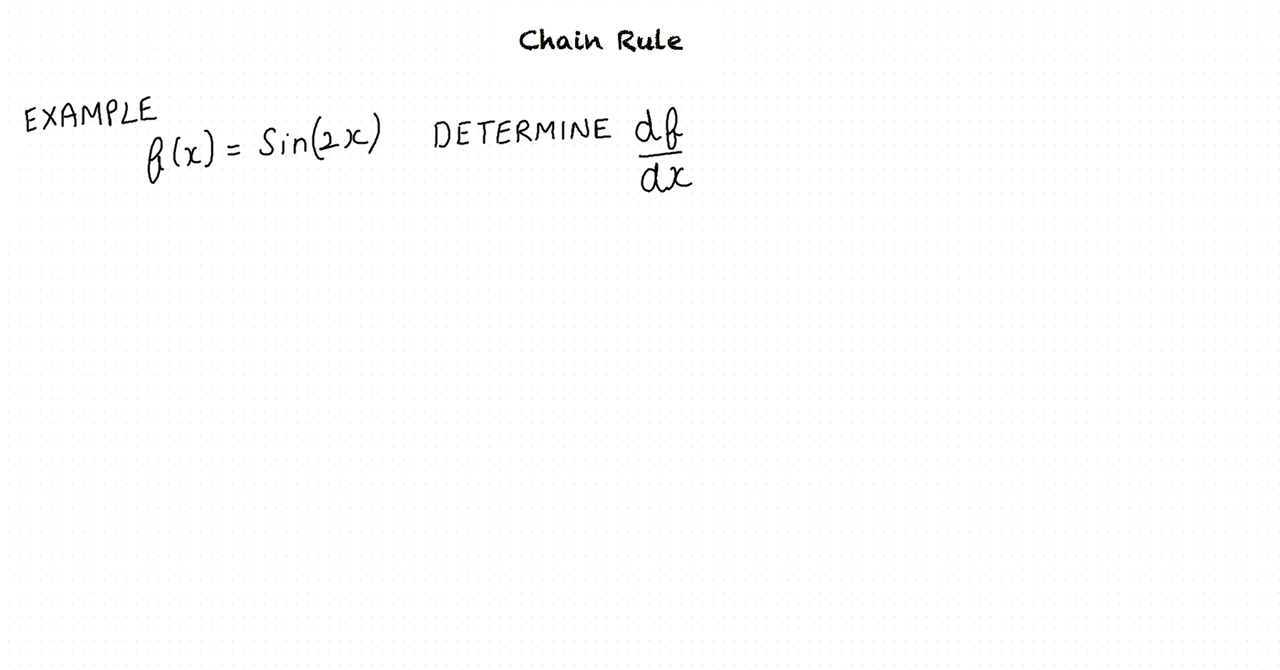 Chain Rule
EXAMPLE
f(x) = Sin(2x) DETERMINE df/dx